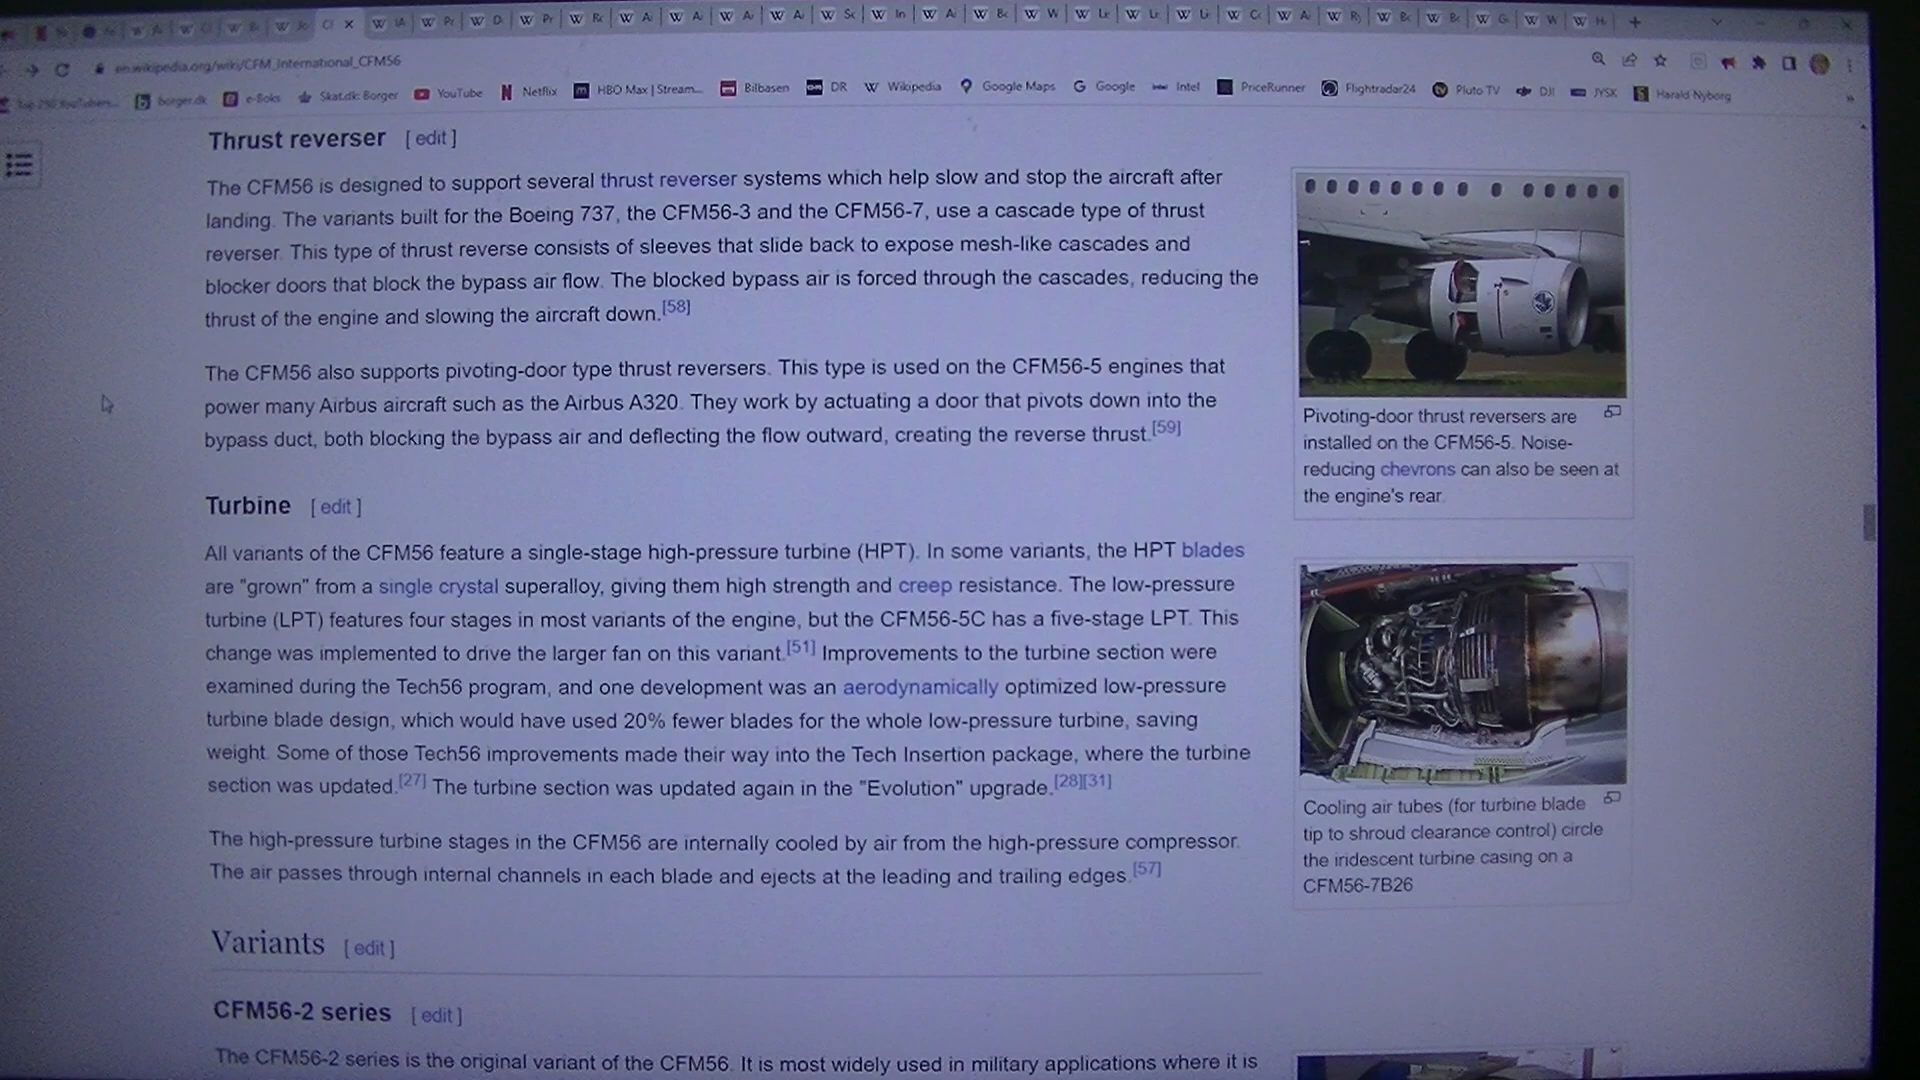 en.wikipedia.org/wiki/CFM_International_CFM56
borger.dk e-Boks Skat.dk: Borger YouTube Netflix HBO Max | Stream... Bilbasen DR Wikipedia Google Maps Google Intel PriceRunner Flightradar24 Pluto TV DJI JYSK Harald Nyborg
Thrust reverser [ edit ]
The CFM56 is designed to support several thrust reverser systems which help slow and stop the aircraft after
landing. The variants built for the Boeing 737, the CFM56-3 and the CFM56-7, use a cascade type of thrust
reverser. This type of thrust reverse consists of sleeves that slide back to expose mesh-like cascades and
blocker doors that block the bypass air flow. The blocked bypass air is forced through the cascades, reducing the
thrust of the engine and slowing the aircraft down.[58]
The CFM56 also supports pivoting-door type thrust reversers. This type is used on the CFM56-5 engines that
power many Airbus aircraft such as the Airbus A320. They work by actuating a door that pivots down into the
bypass duct, both blocking the bypass air and deflecting the flow outward, creating the reverse thrust.[59]
Pivoting-door thrust reversers are
installed on the CFM56-5. Noise-
reducing chevrons can also be seen at
the engine's rear.
Turbine [ edit ]
All variants of the CFM56 feature a single-stage high-pressure turbine (HPT). In some variants, the HPT blades
are "grown" from a single crystal superalloy, giving them high strength and creep resistance. The low-pressure
turbine (LPT) features four stages in most variants of the engine, but the CFM56-5C has a five-stage LPT. This
change was implemented to drive the larger fan on this variant.[51] Improvements to the turbine section were
examined during the Tech56 program, and one development was an aerodynamically optimized low-pressure
turbine blade design, which would have used 20% fewer blades for the whole low-pressure turbine, saving
weight. Some of those Tech56 improvements made their way into the Tech Insertion package, where the turbine
section was updated.[27] The turbine section was updated again in the "Evolution" upgrade.[28][31]
The high-pressure turbine stages in the CFM56 are internally cooled by air from the high-pressure compressor.
The air passes through internal channels in each blade and ejects at the leading and trailing edges.[57]
Cooling air tubes (for turbine blade
tip to shroud clearance control) circle
the iridescent turbine casing on a
CFM56-7B26
Variants [ edit ]
CFM56-2 series [ edit ]
The CFM56-2 series is the original variant of the CFM56. It is most widely used in military applications where it is